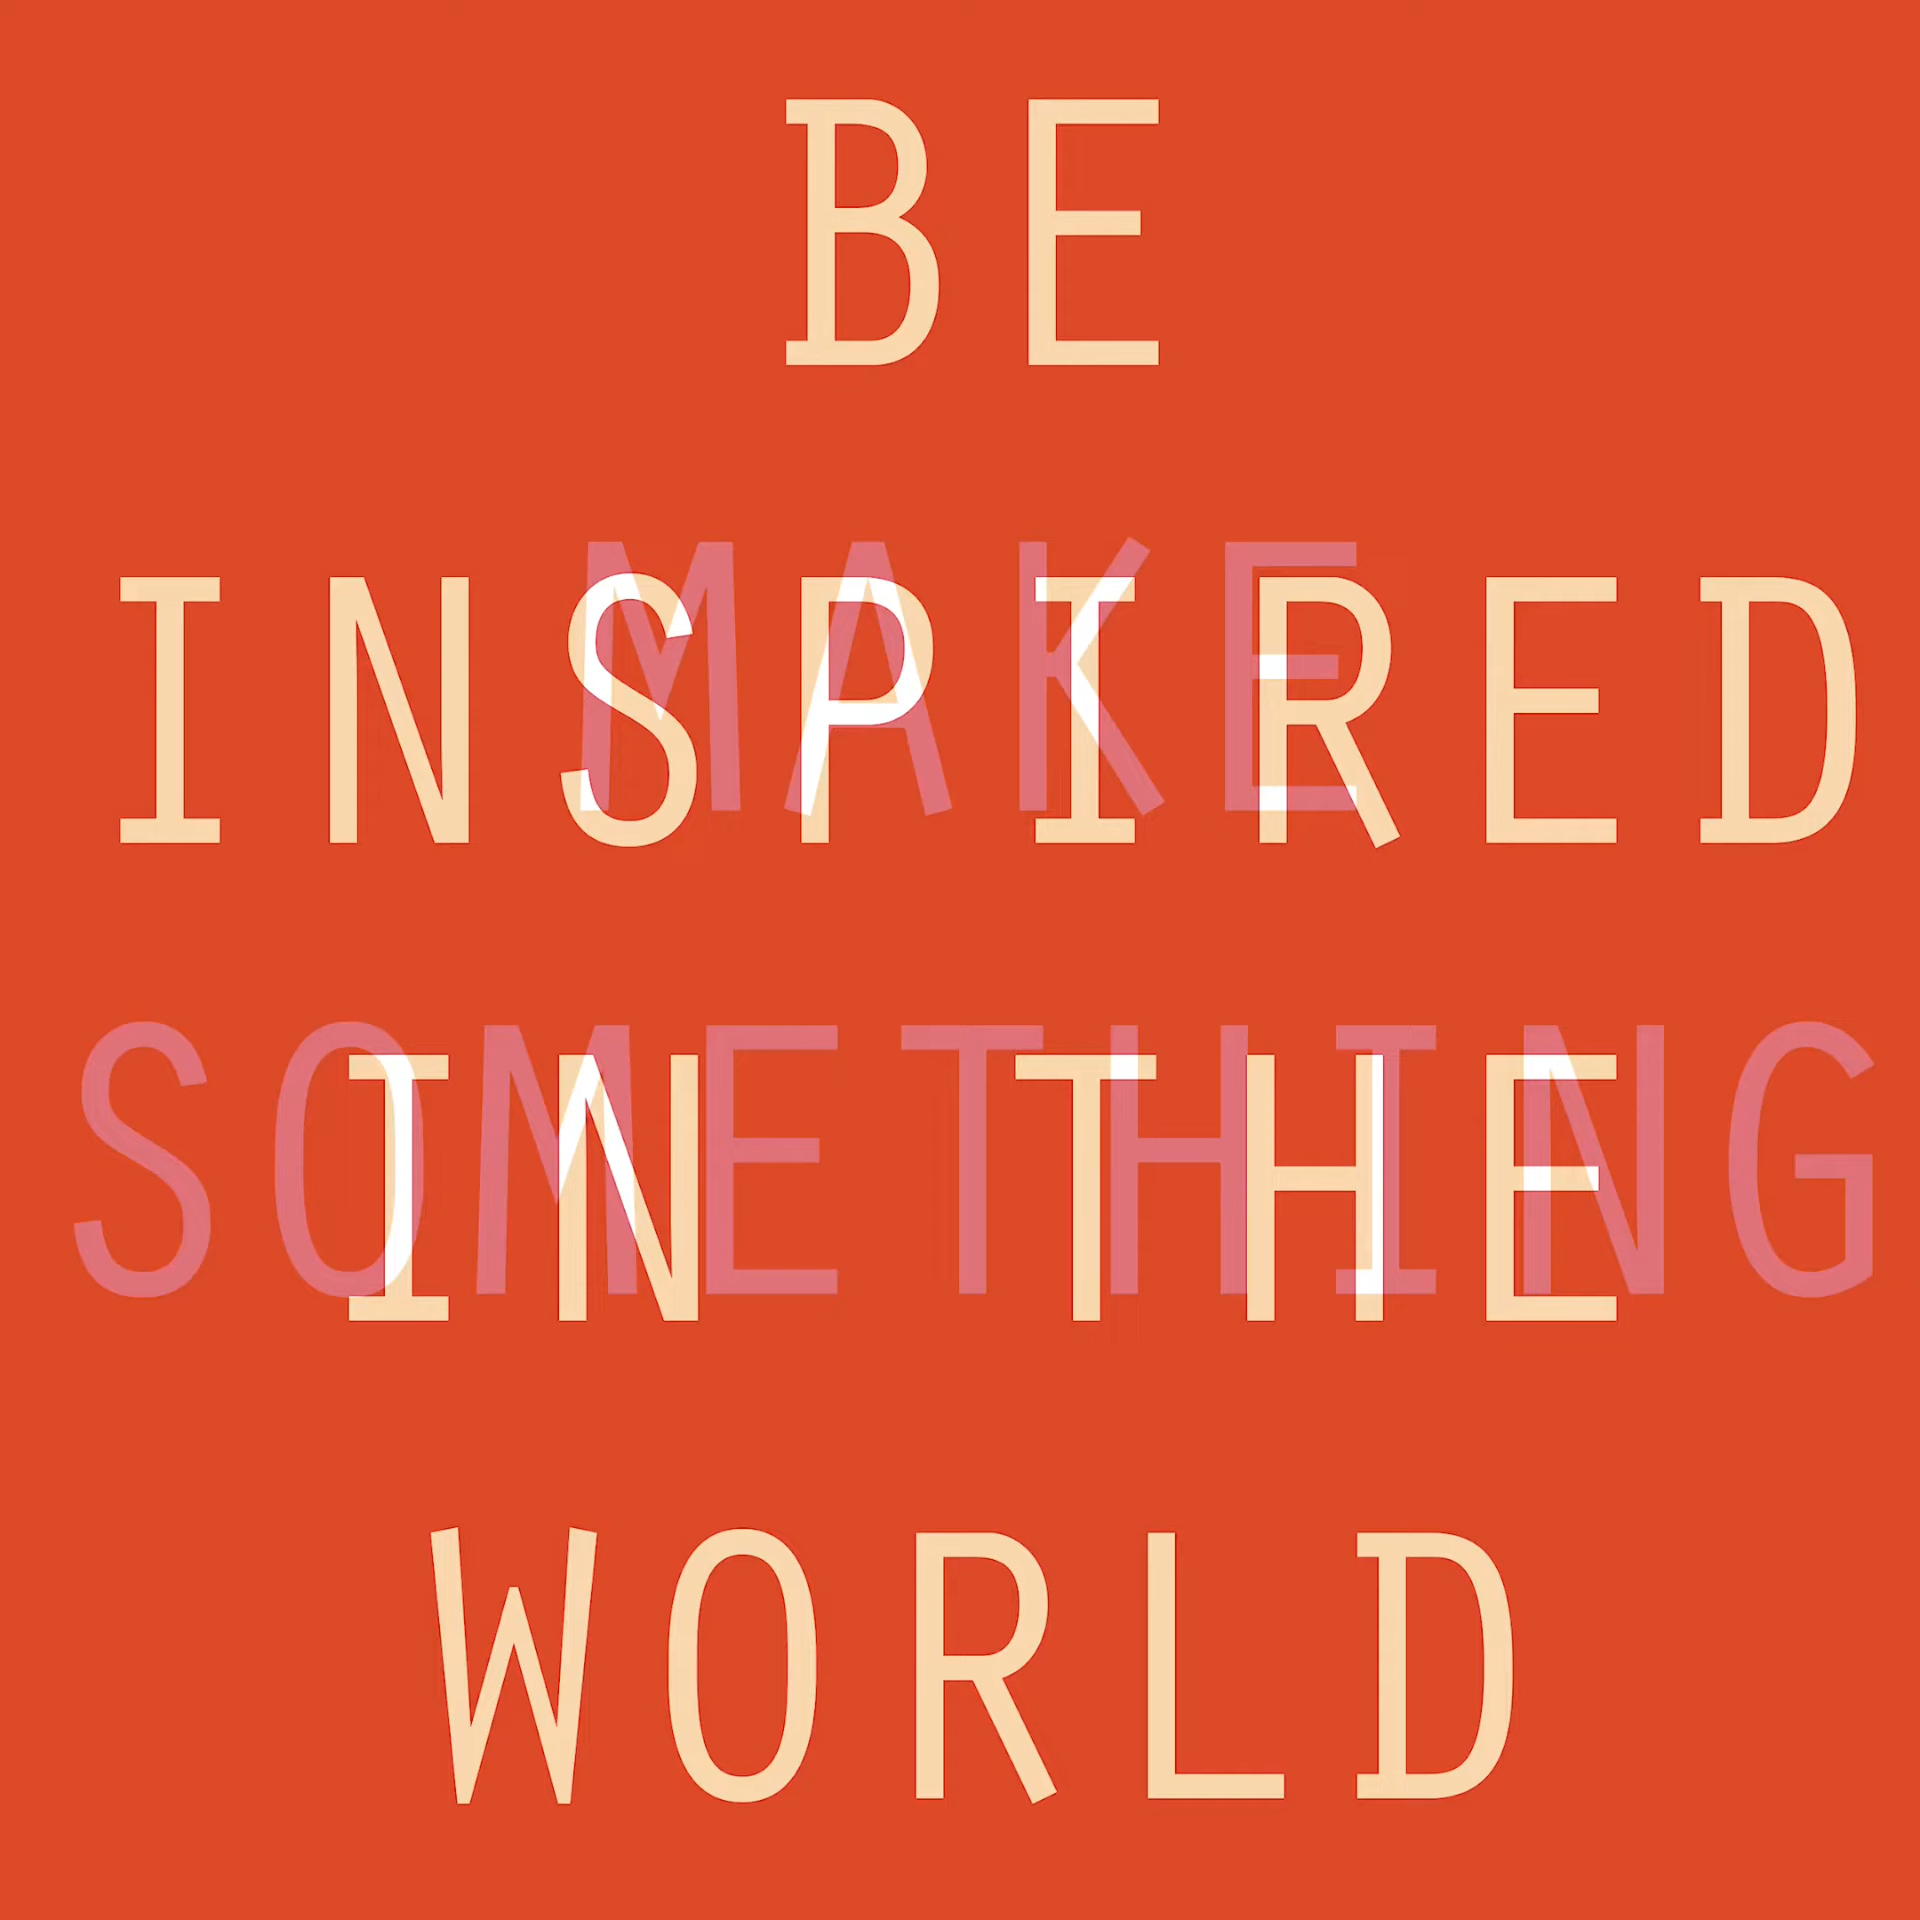 BE
MAKE
INSPIRED
SOMETHING
IN THE
WORLD